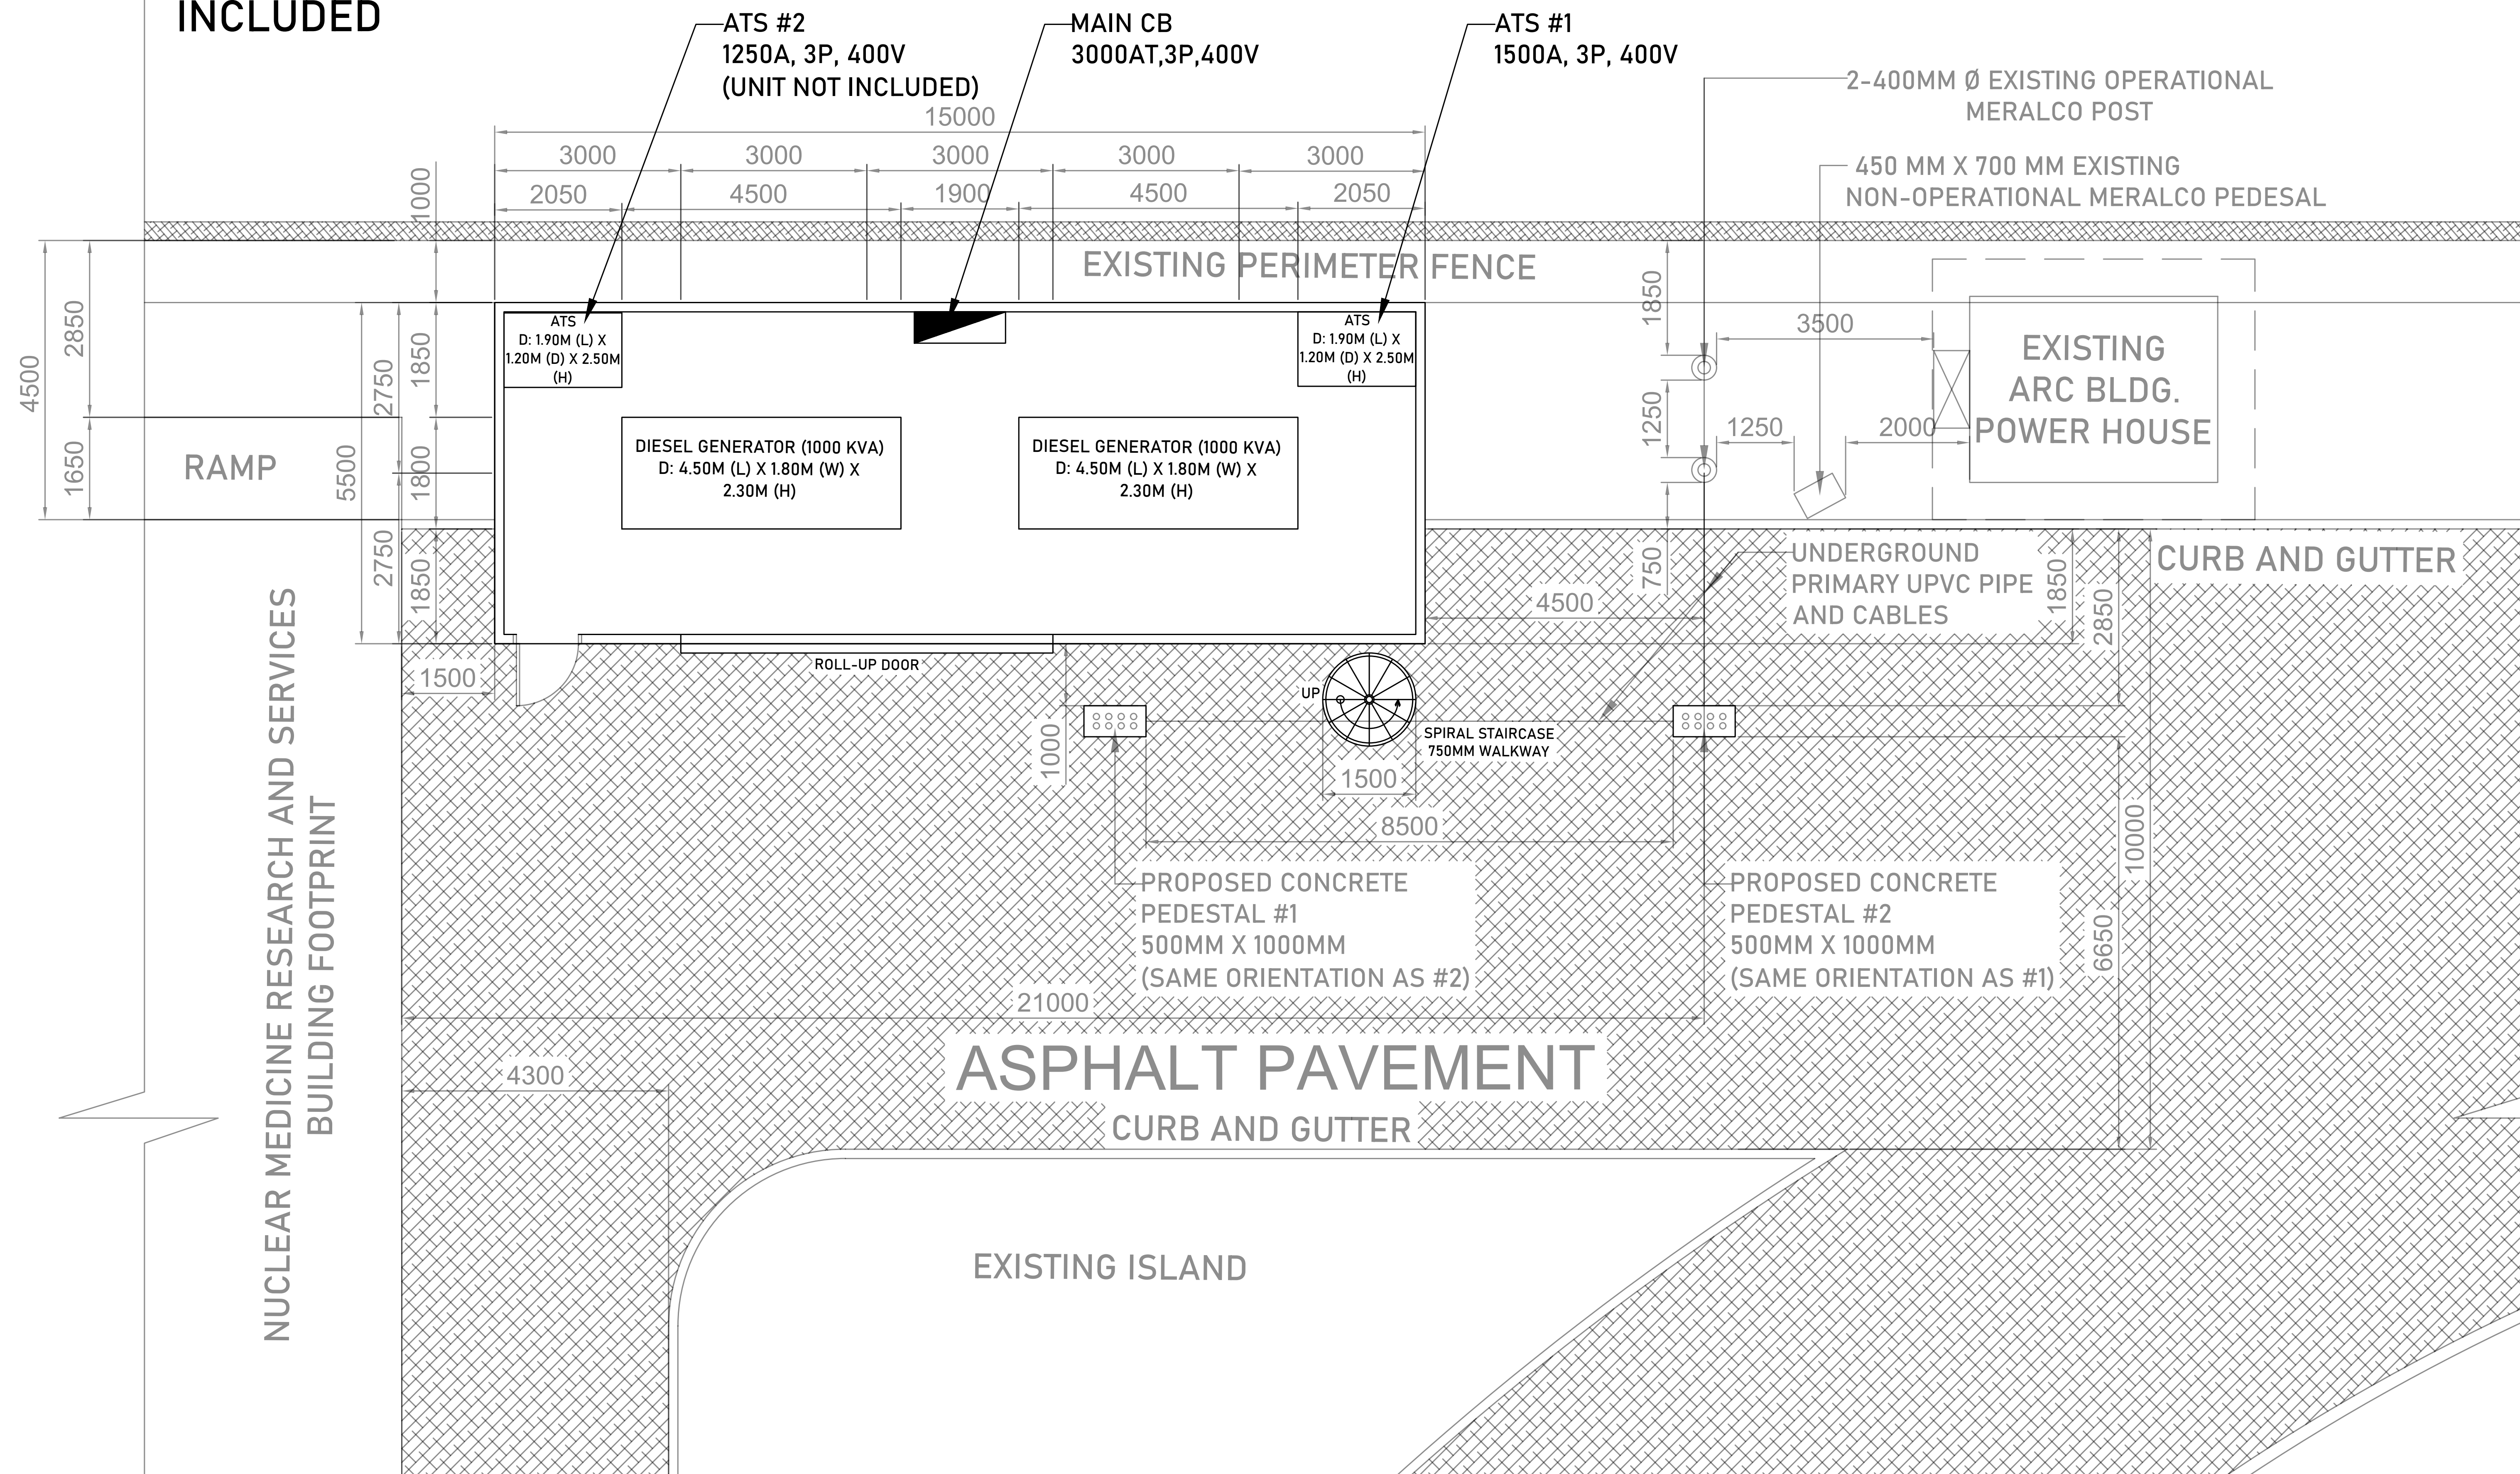 INCLUDED
ATS #2
1250A, 3P, 400V
(UNIT NOT INCLUDED)
MAIN CB
3000AT,3P,400V
ATS #1
1500A, 3P, 400V
2-400MM Ø EXISTING OPERATIONAL
MERALCO POST
450 MM X 700 MM EXISTING
NON-OPERATIONAL MERALCO PEDESAL
15000
3000
3000
3000
3000
3000
2050
4500
1900
4500
2050
1000
EXISTING PERIMETER FENCE
4500
2850
1650
5500
2750
2750
1850
1800
1850
ATS
D: 1.90M (L) X
1.20M (D) X 2.50M
(H)
ATS
D: 1.90M (L) X
1.20M (D) X 2.50M
(H)
DIESEL GENERATOR (1000 KVA)
D: 4.50M (L) X 1.80M (W) X
2.30M (H)
DIESEL GENERATOR (1000 KVA)
D: 4.50M (L) X 1.80M (W) X
2.30M (H)
RAMP
1850
1250
750
3500
1250
2000
EXISTING
ARC BLDG.
POWER HOUSE
UNDERGROUND
PRIMARY UPVC PIPE
AND CABLES
1850
2850
CURB AND GUTTER
4500
1500
ROLL-UP DOOR
UP
SPIRAL STAIRCASE
750MM WALKWAY
1000
1500
8500
10000
6650
PROPOSED CONCRETE
PEDESTAL #1
500MM X 1000MM
(SAME ORIENTATION AS #2)
PROPOSED CONCRETE
PEDESTAL #2
500MM X 1000MM
(SAME ORIENTATION AS #1)
NUCLEAR MEDICINE RESEARCH AND SERVICES
BUILDING FOOTPRINT
21000
4300
ASPHALT PAVEMENT
CURB AND GUTTER
EXISTING ISLAND